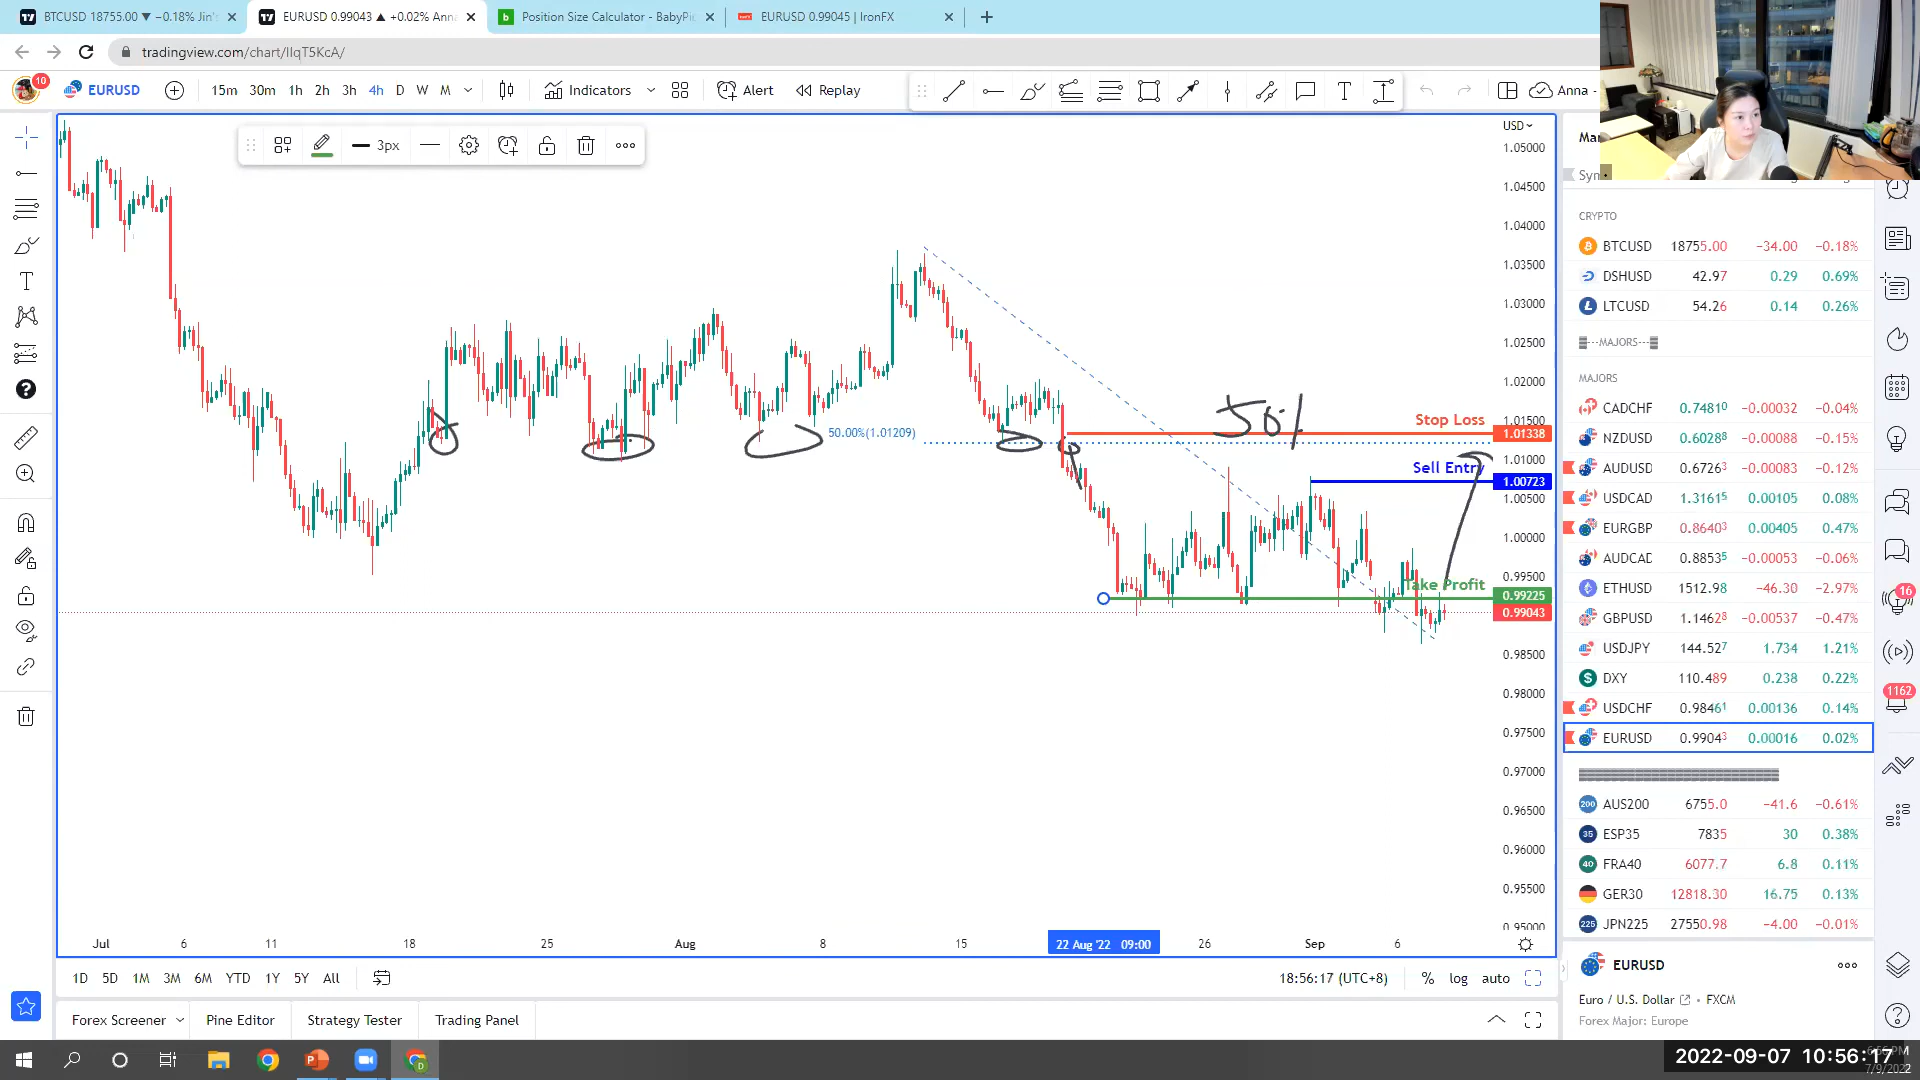 BTCUSD 18755.00 ▼ −0.18% Jin's
EURUSD 0.99043 ▲ +0.02% Anna
Position Size Calculator - BabyPi
EURUSD 0.99045 | IronFX
tradingview.com/chart/IIqT5KcA/
10
EURUSD
15m 30m 1h 2h 3h 4h D W M
Indicators
Alert
Replay
Anna -
3px
USD
1.05000
1.04500
1.04000
1.03500
1.03000
1.02500
1.02000
1.01500
1.01338
1.01000
1.00723
1.00500
1.00000
0.99500
0.99225
0.99043
0.98500
0.98000
0.97500
0.97000
0.96500
0.96000
0.95500
0.95000
50.00%(1.01209)
50%
Stop Loss
Sell Entry
Take Profit
Jul 6 11 18 25 Aug 8 15 22 Aug '22 09:00 26 Sep 6
1D 5D 1M 3M 6M YTD 1Y 5Y All
18:56:17 (UTC+8)
% log auto
Forex Screener
Pine Editor
Strategy Tester
Trading Panel
CRYPTO
BTCUSD 18755.00 −34.00 −0.18%
DSHUSD 42.97 0.29 0.69%
LTCUSD 54.26 0.14 0.26%
---MAJORS---
MAJORS
CADCHF 0.74810 −0.00032 −0.04%
NZDUSD 0.60288 −0.00088 −0.15%
AUDUSD 0.67263 −0.00083 −0.12%
USDCAD 1.31615 0.00105 0.08%
EURGBP 0.86403 0.00405 0.47%
AUDCAD 0.88535 −0.00053 −0.06%
ETHUSD 1512.98 −46.30 −2.97%
GBPUSD 1.14628 −0.00537 −0.47%
USDJPY 144.527 1.734 1.21%
DXY 110.489 0.238 0.22%
USDCHF 0.98461 0.00136 0.14%
EURUSD 0.99043 0.00016 0.02%
AUS200 6755.0 −41.6 −0.61%
ESP35 7835 30 0.38%
FRA40 6077.7 6.8 0.11%
GER30 12818.30 16.75 0.13%
JPN225 27550.98 −4.00 −0.01%
EURUSD
Euro / U.S. Dollar • FXCM
Forex Major: Europe
16
1162
2022-09-07 10:56:17